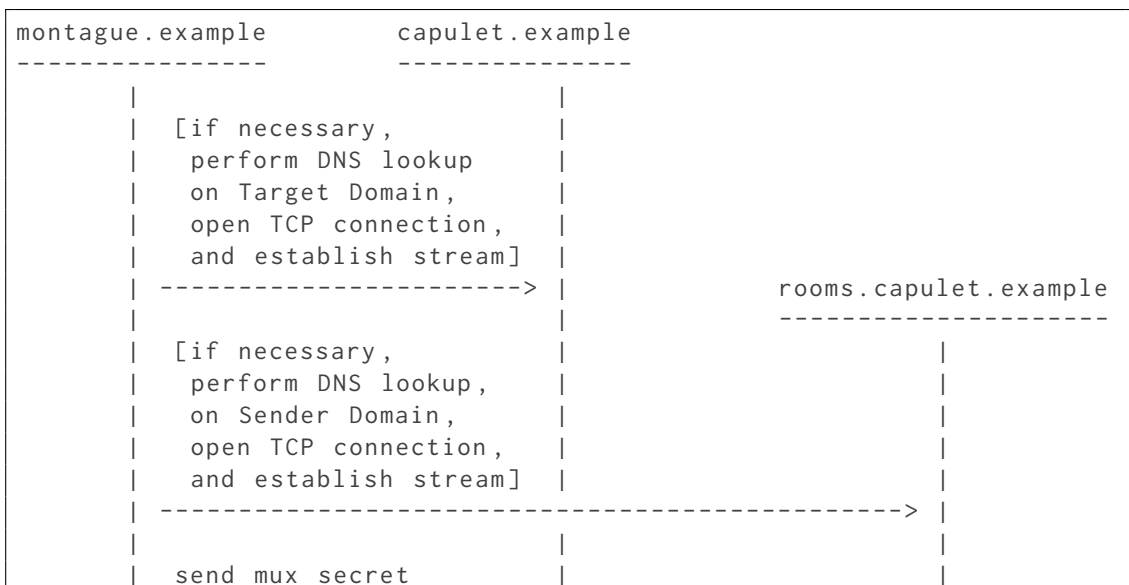 montague.example        capulet.example
----------------        ---------------
       |                           |
       |  [if necessary,           |
       |   perform DNS lookup      |
       |   on Target Domain,       |
       |   open TCP connection,    |
       |   and establish stream]   |
       | -----------------------> |             rooms.capulet.example
       |                           |             ---------------------
       |  [if necessary,           |                       |
       |   perform DNS lookup,     |                       |
       |   on Sender Domain,       |                       |
       |   open TCP connection,    |                       |
       |   and establish stream]   |                       |
       | -----------------------------------------------> |
       |                           |                       |
       |  send mux secret          |                       |